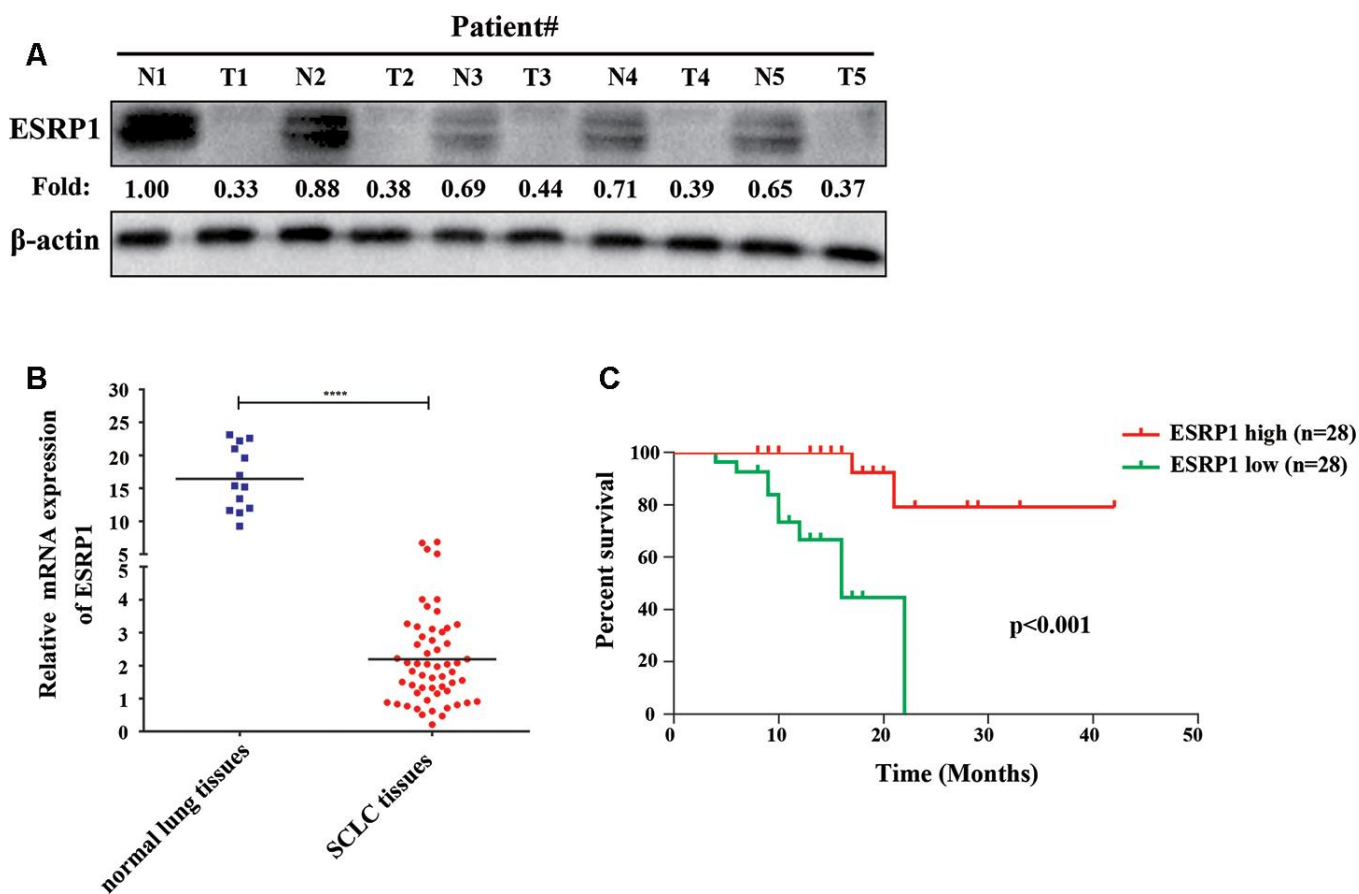 A
Patient#
N1 T1 N2 T2 N3 T3 N4 T4 N5 T5
ESRP1
Fold: 1.00 0.33 0.88 0.38 0.69 0.44 0.71 0.39 0.65 0.37
β-actin
B
Relative mRNA expression
of ESRP1
30
25
20
15
10
5
5
4
3
2
1
0
****
normal lung tissues
SCLC tissues
C
Percent survival
100
80
60
40
20
0
0 10 20 30 40 50
Time (Months)
ESRP1 high (n=28)
ESRP1 low (n=28)
p<0.001